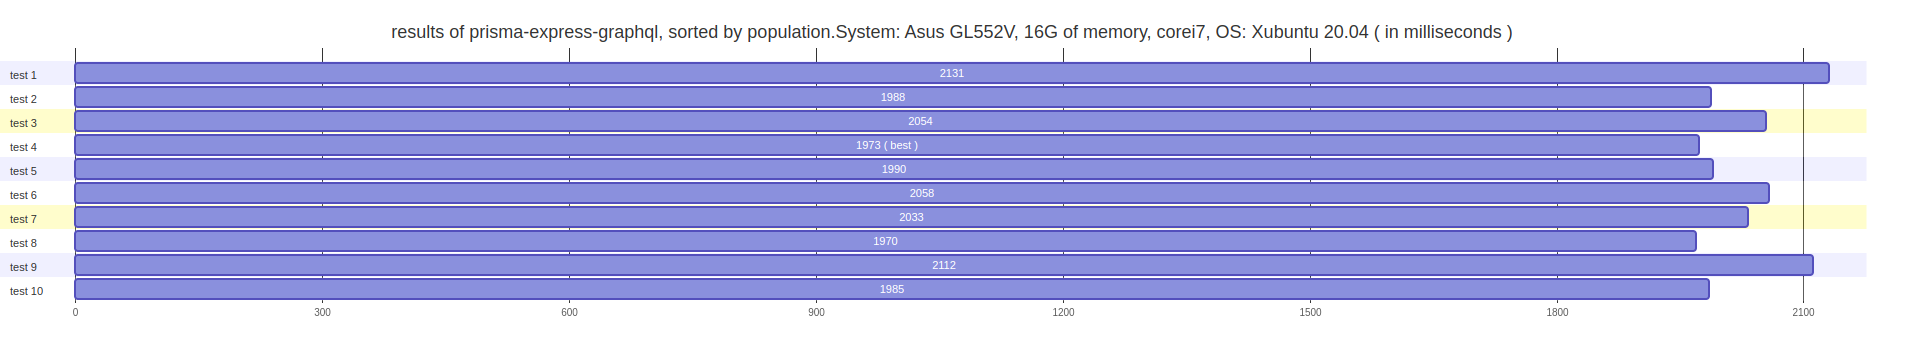 results of prisma-express-graphql, sorted by population.System: Asus GL552V, 16G of memory, corei7, OS: Xubuntu 20.04 ( in milliseconds )
test 1 2131
test 2 1988
test 3 2054
test 4 1973 ( best )
test 5 1990
test 6 2058
test 7 2033
test 8 1970
test 9 2112
test 10 1985
0 300 600 900 1200 1500 1800 2100